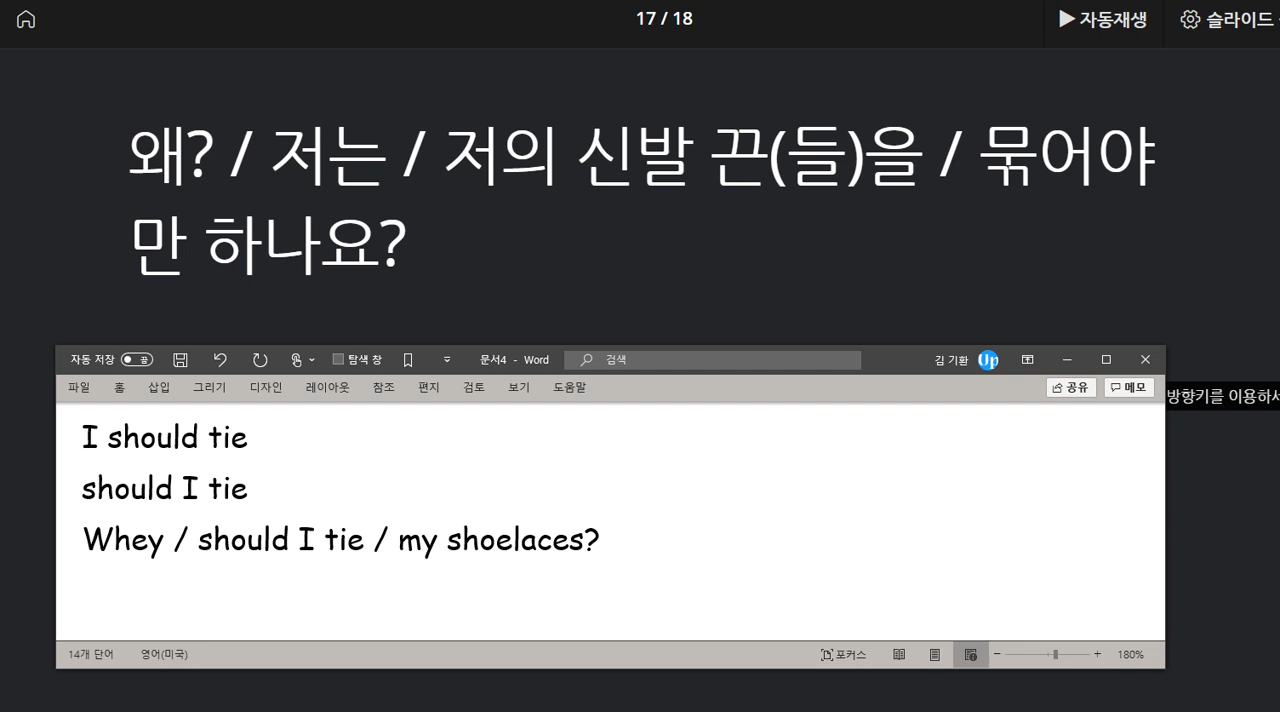 17 / 18
▶ 자동재생
슬라이드
왜? / 저는 / 저의 신발 끈(들)을 / 묶어야
만 하나요?
자동 저장 끔 탐색 창 문서4 - Word 검색 김 기환 Up
파일 홈 삽입 그리기 디자인 레이아웃 참조 편지 검토 보기 도움말 공유 메모
방향키를 이용하세
I should tie
should I tie
Whey / should I tie / my shoelaces?
14개 단어 영어(미국) 포커스 - + 180%